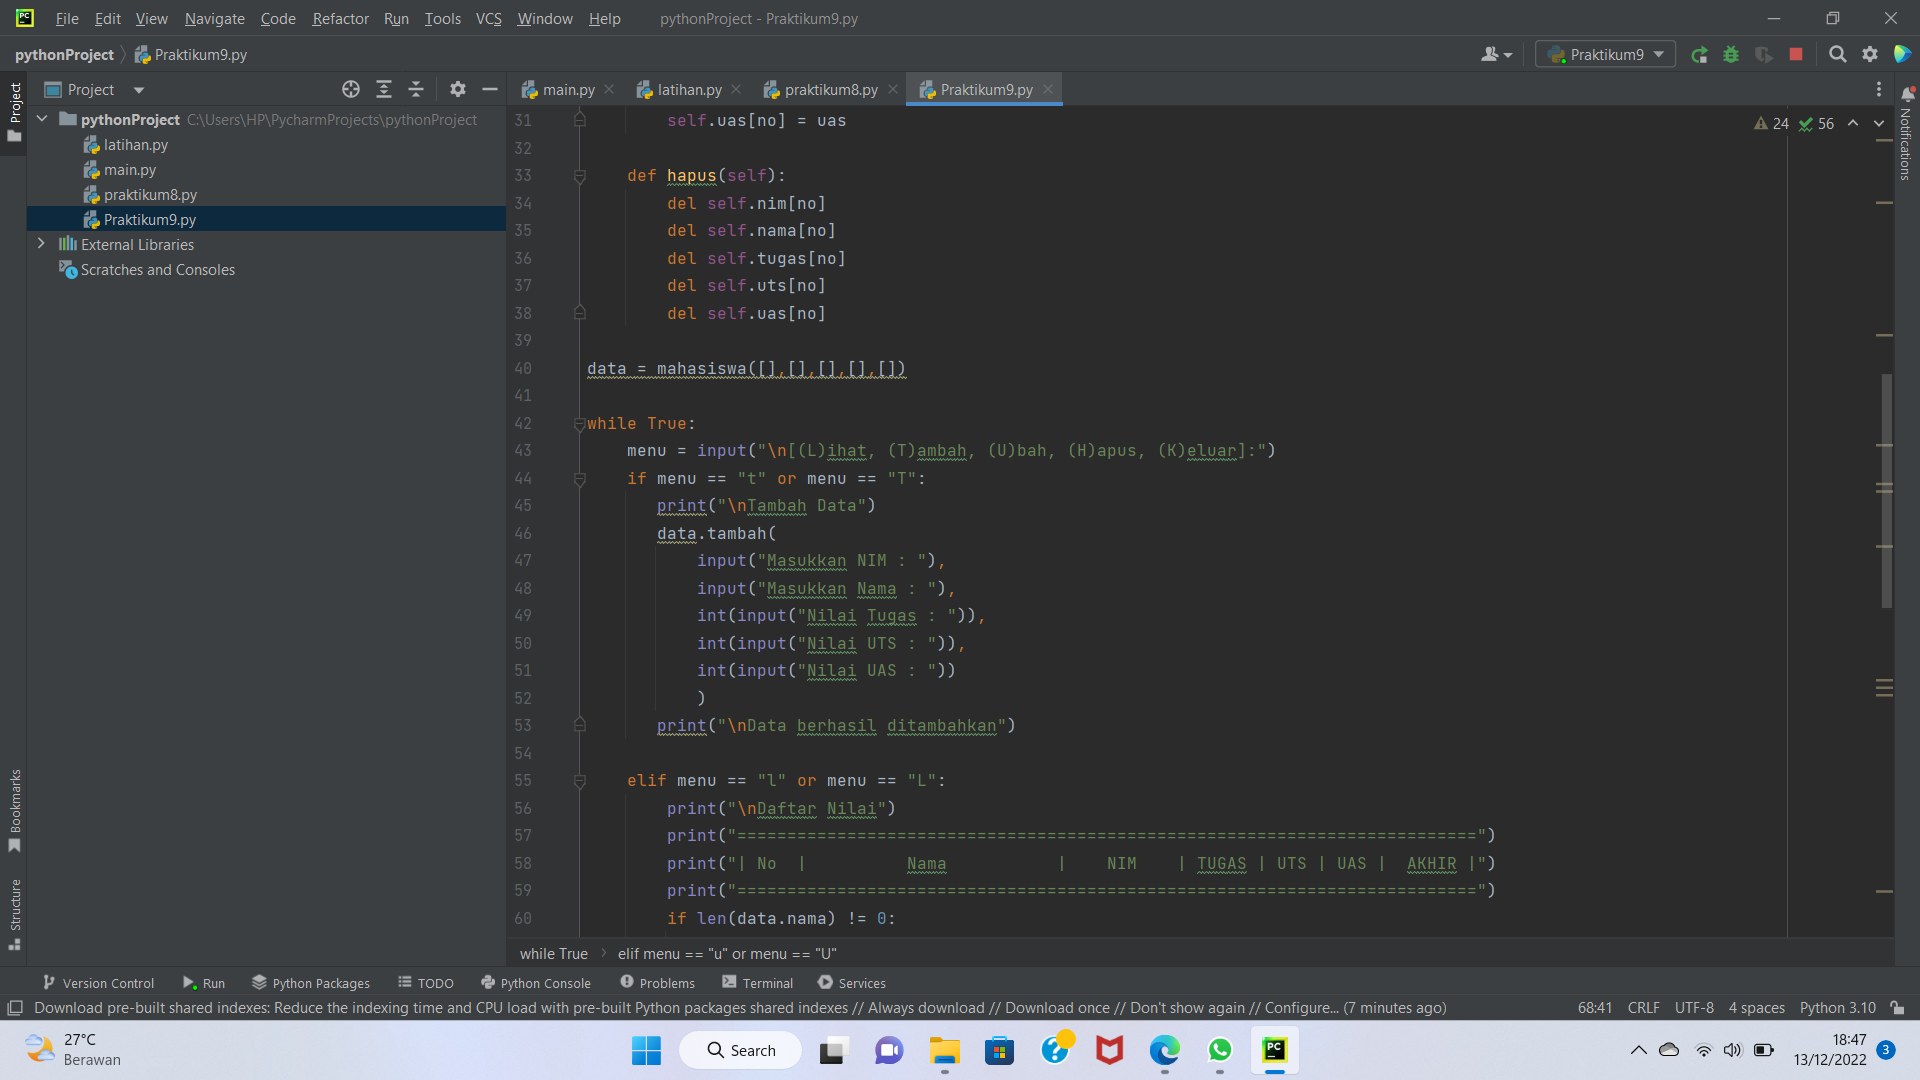 File Edit View Navigate Code Refactor Run Tools VCS Window Help pythonProject - Praktikum9.py
pythonProject Praktikum9.py Praktikum9
Project
pythonProject C:\Users\HP\PycharmProjects\pythonProject
latihan.py
main.py
praktikum8.py
Praktikum9.py
External Libraries
Scratches and Consoles
Project
Bookmarks
Structure
main.py latihan.py praktikum8.py Praktikum9.py
24 56
Notifications
31 self.uas[no] = uas
32
33 def hapus(self):
34 del self.nim[no]
35 del self.nama[no]
36 del self.tugas[no]
37 del self.uts[no]
38 del self.uas[no]
39
40 data = mahasiswa([],[],[],[],[])
41
42 while True:
43 menu = input("\n[(L)ihat, (T)ambah, (U)bah, (H)apus, (K)eluar]:")
44 if menu == "t" or menu == "T":
45 print("\nTambah Data")
46 data.tambah(
47 input("Masukkan NIM : "),
48 input("Masukkan Nama : "),
49 int(input("Nilai Tugas : ")),
50 int(input("Nilai UTS : ")),
51 int(input("Nilai UAS : "))
52 )
53 print("\nData berhasil ditambahkan")
54
55 elif menu == "l" or menu == "L":
56 print("\nDaftar Nilai")
57 print("==========================================================================")
58 print("| No  |          Nama           |    NIM    | TUGAS | UTS | UAS |  AKHIR |")
59 print("==========================================================================")
60 if len(data.nama) != 0:
while True elif menu == "u" or menu == "U"
Version Control Run Python Packages TODO Python Console Problems Terminal Services
Download pre-built shared indexes: Reduce the indexing time and CPU load with pre-built Python packages shared indexes // Always download // Download once // Don't show again // Configure... (7 minutes ago) 68:41 CRLF UTF-8 4 spaces Python 3.10
27°C
Berawan
Search
18:47
13/12/2022
3